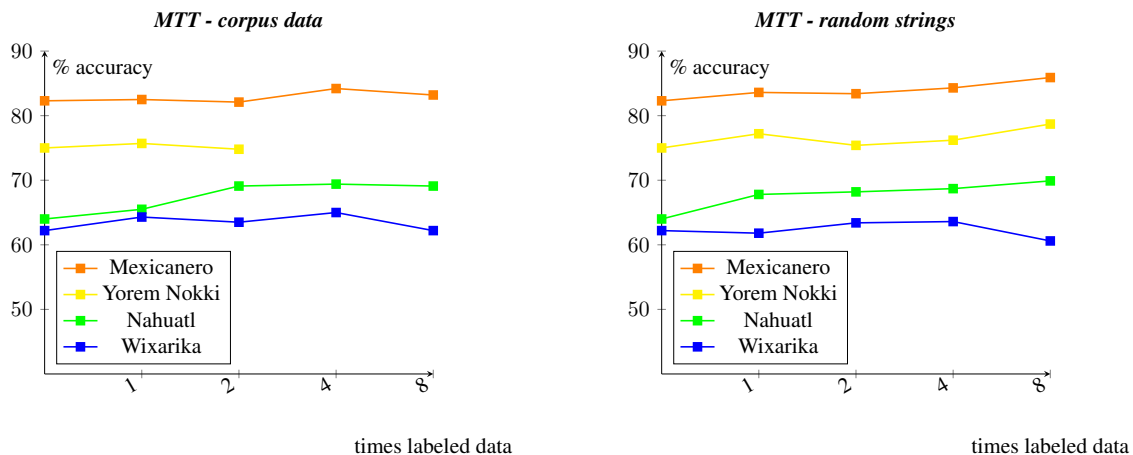 MTT - corpus data
90
% accuracy
80
70
60
50
Mexicanero
Yorem Nokki
Nahuatl
Wixarika
1
2
4
8
times labeled data
MTT - random strings
90
% accuracy
80
70
60
50
Mexicanero
Yorem Nokki
Nahuatl
Wixarika
1
2
4
8
times labeled data